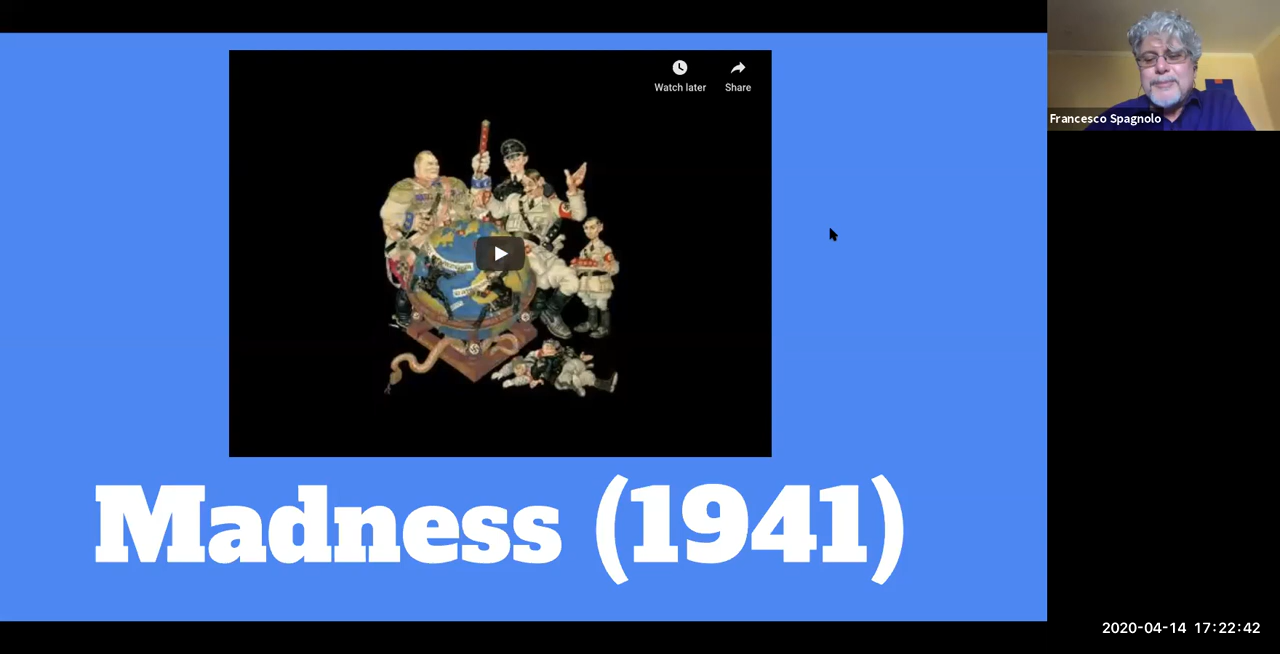 Watch later
Share
Francesco Spagnolo
Madness (1941)
2020-04-14 17:22:42